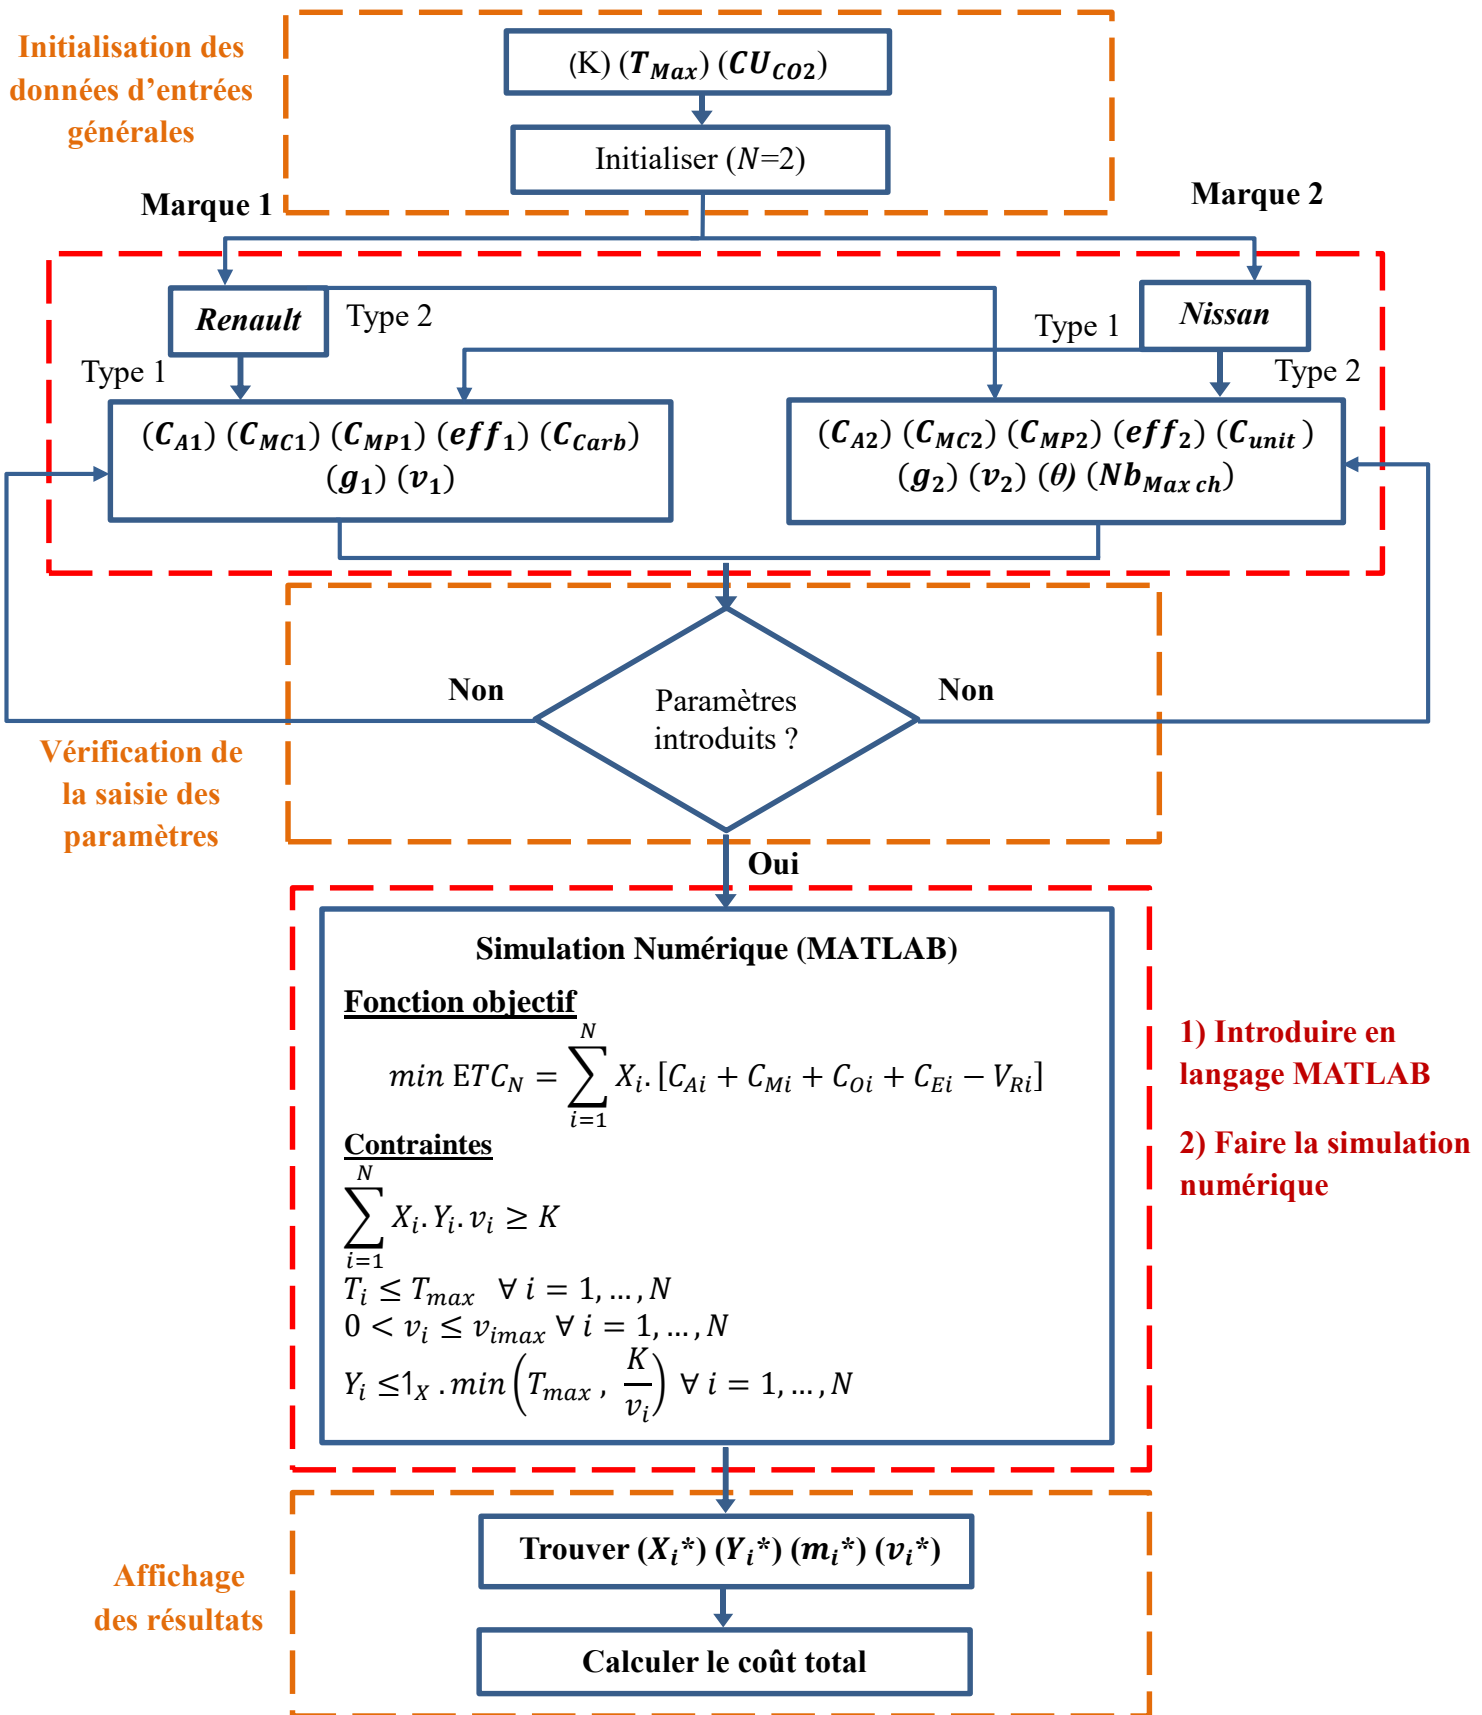 Initialisation des
données d'entrées
générales
(K) (T_Max) (CU_CO2)
Initialiser (N=2)
Marque 1
Marque 2
Renault
Type 2
Type 1
Nissan
Type 1
Type 2
(C_A1) (C_MC1) (C_MP1) (eff_1) (C_Carb)
(g_1) (v_1)
(C_A2) (C_MC2) (C_MP2) (eff_2) (C_unit )
(g_2) (v_2) (θ) (Nb_Max ch)
Non
Paramètres
introduits ?
Non
Vérification de
la saisie des
paramètres
Oui
Simulation Numérique (MATLAB)
Fonction objectif
min ETC_N = ∑_{i=1}^{N} X_i. [C_Ai + C_Mi + C_Oi + C_Ei − V_Ri]
Contraintes
∑_{i=1}^{N} X_i. Y_i. v_i ≥ K
T_i ≤ T_max ∀ i = 1, … , N
0 < v_i ≤ v_imax ∀ i = 1, … , N
Y_i ≤1_X . min(T_max , K/v_i) ∀ i = 1, … , N
1) Introduire en
langage MATLAB
2) Faire la simulation
numérique
Trouver (X_i*) (Y_i*) (m_i*) (v_i*)
Affichage
des résultats
Calculer le coût total